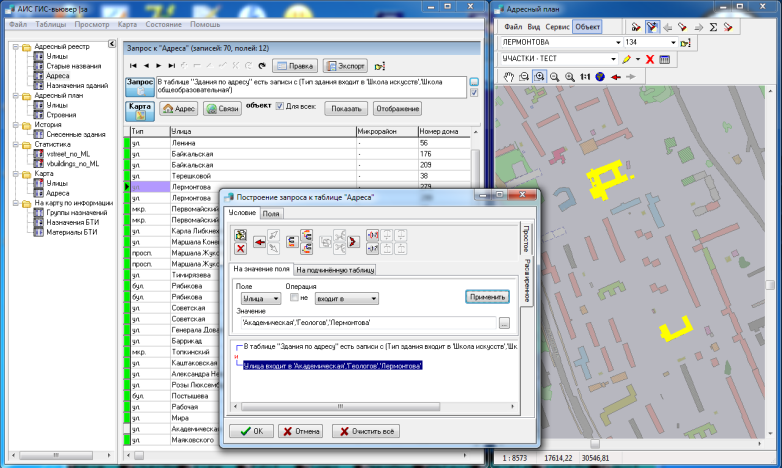 АИС ГИС-вьювер !за
Файл Таблицы Просмотр Карта Состояние Помощь
Адресный реестр
Улицы
Старые названия
Адреса
Назначения зданий
Адресный план
Улицы
Строения
История
Снесенные здания
Статистика
vstreet_no_ML
vbuildings_no_ML
Карта
Улицы
Адреса
На карту по информации
Группы назначений
Назначения БТИ
Материалы БТИ
Запрос к "Адреса" (записей: 70, полей: 12)
Правка Экспорт
Запрос
В таблице "Здания по адресу" есть записи с (Тип здания входит в 'Школа искусств','Школа
общеобразовательная')
Карта Адрес Связи объект Для всех: Показать Отображение
Тип Улица Микрорайон Номер дома
ул. Ленина - 56
ул. Байкальская - 176
ул. Байкальская - 209
ул. Терешковой - 38
ул. Лермонтова - 279
ул. Лермонтова
мкр. Первомайский
мкр. Первомайский
ул. Карла Либкнех
ул. Маршала Конев
просп. Маршала Жукс
просп. Маршала Жукс
ул. Тимирязева
бул. Рябикова
бул. Рябикова
ул. Советская
ул. Советская
ул. Генерала Дова
ул. Баррикад
мкр. Топкинский
ул. Каштаковская
ул. Александра Не
ул. Розы Люксемб
бул. Постышева
ул. Рабочая
ул. Мира
ул. Академическа
ул. Маяковского
Построение запроса к таблице "Адреса"
Условие Поля
Простое
Расширенное
На значение поля На подчинённую таблицу
Поле Операция
Улица не входит в Применить
Значение
'Академическая','Геологов','Лермонтова' ...
В таблице "Здания по адресу" есть записи с (Тип здания входит в 'Школа искусств','Шк
и
Улица входит в 'Академическая','Геологов','Лермонтова'
OK Отмена Очистить всё
Адресный план
Файл Вид Сервис Объект
ЛЕРМОНТОВА 134
УЧАСТКИ - ТЕСТ
1:1
1 : 8573 17614,22 30546,81